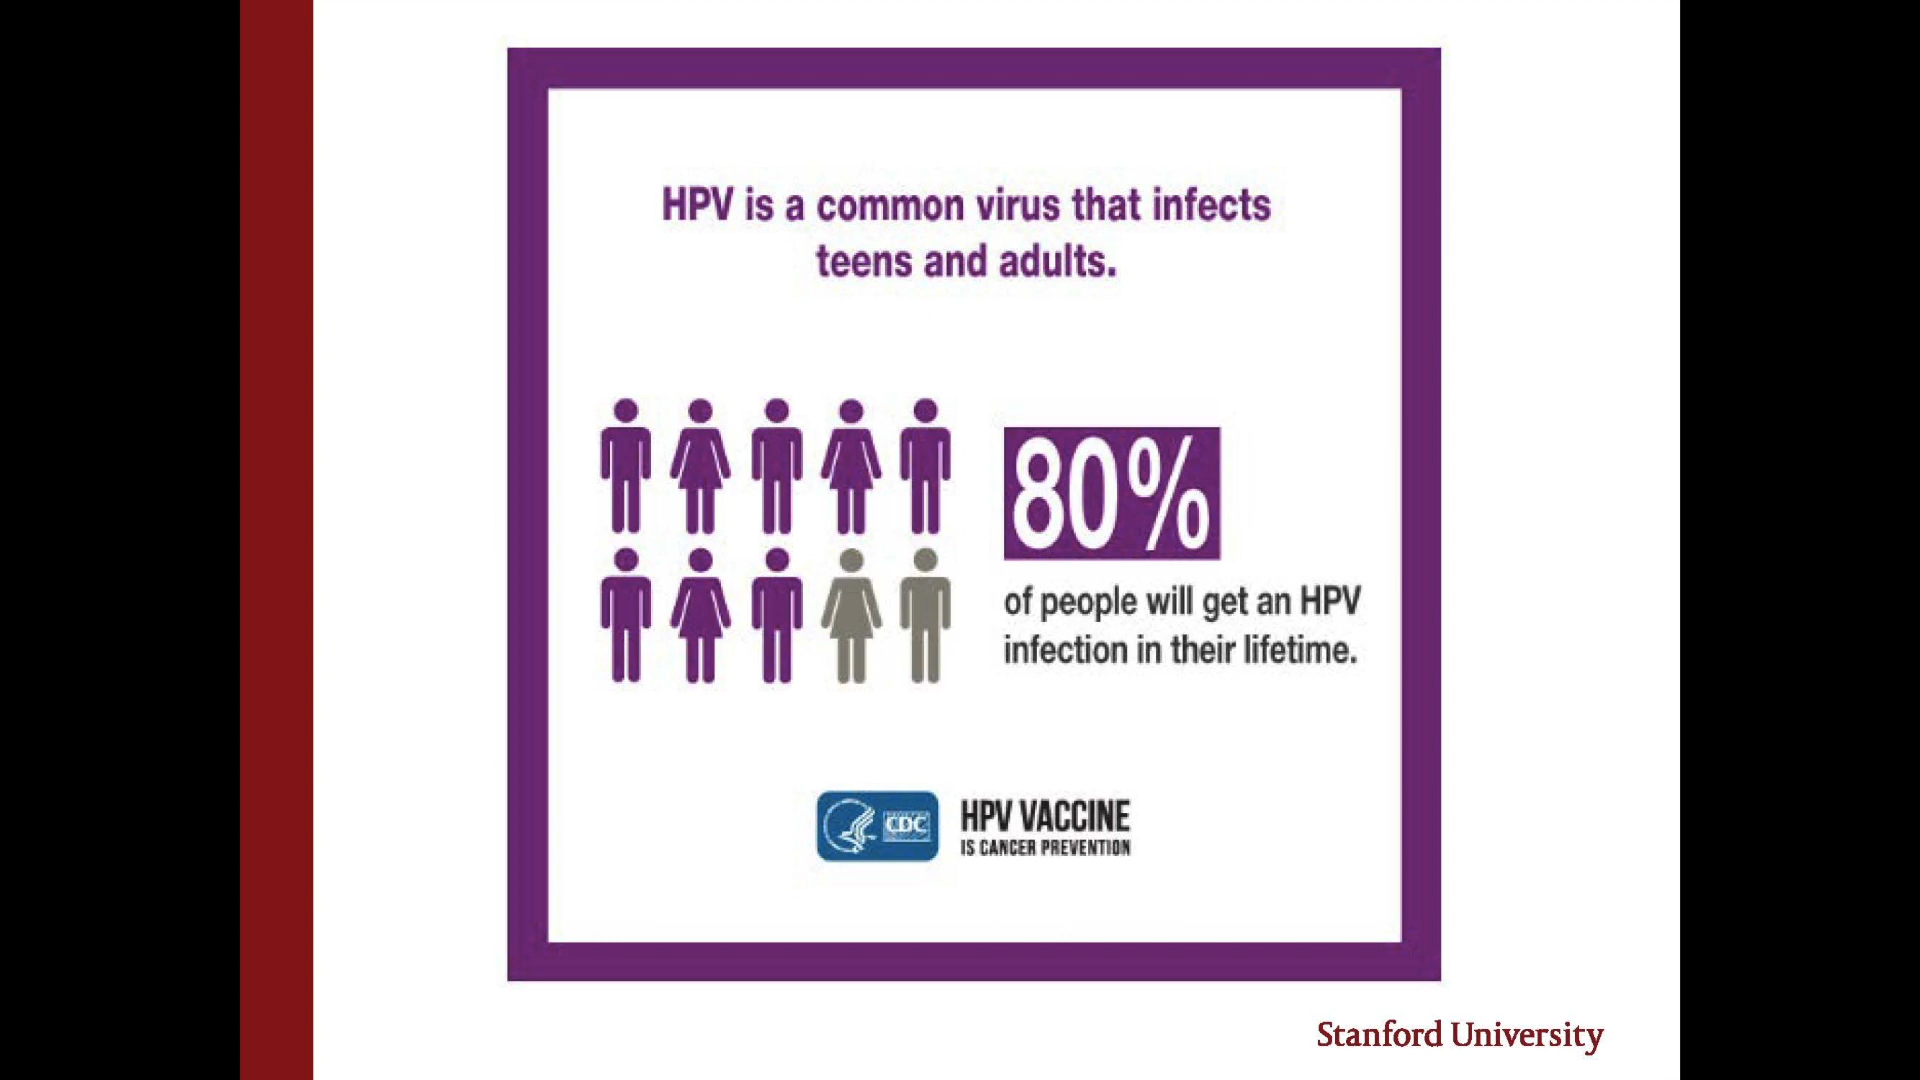 HPV is a common virus that infects
teens and adults.
80%
of people will get an HPV
infection in their lifetime.
CDC
HPV VACCINE
IS CANCER PREVENTION
Stanford University